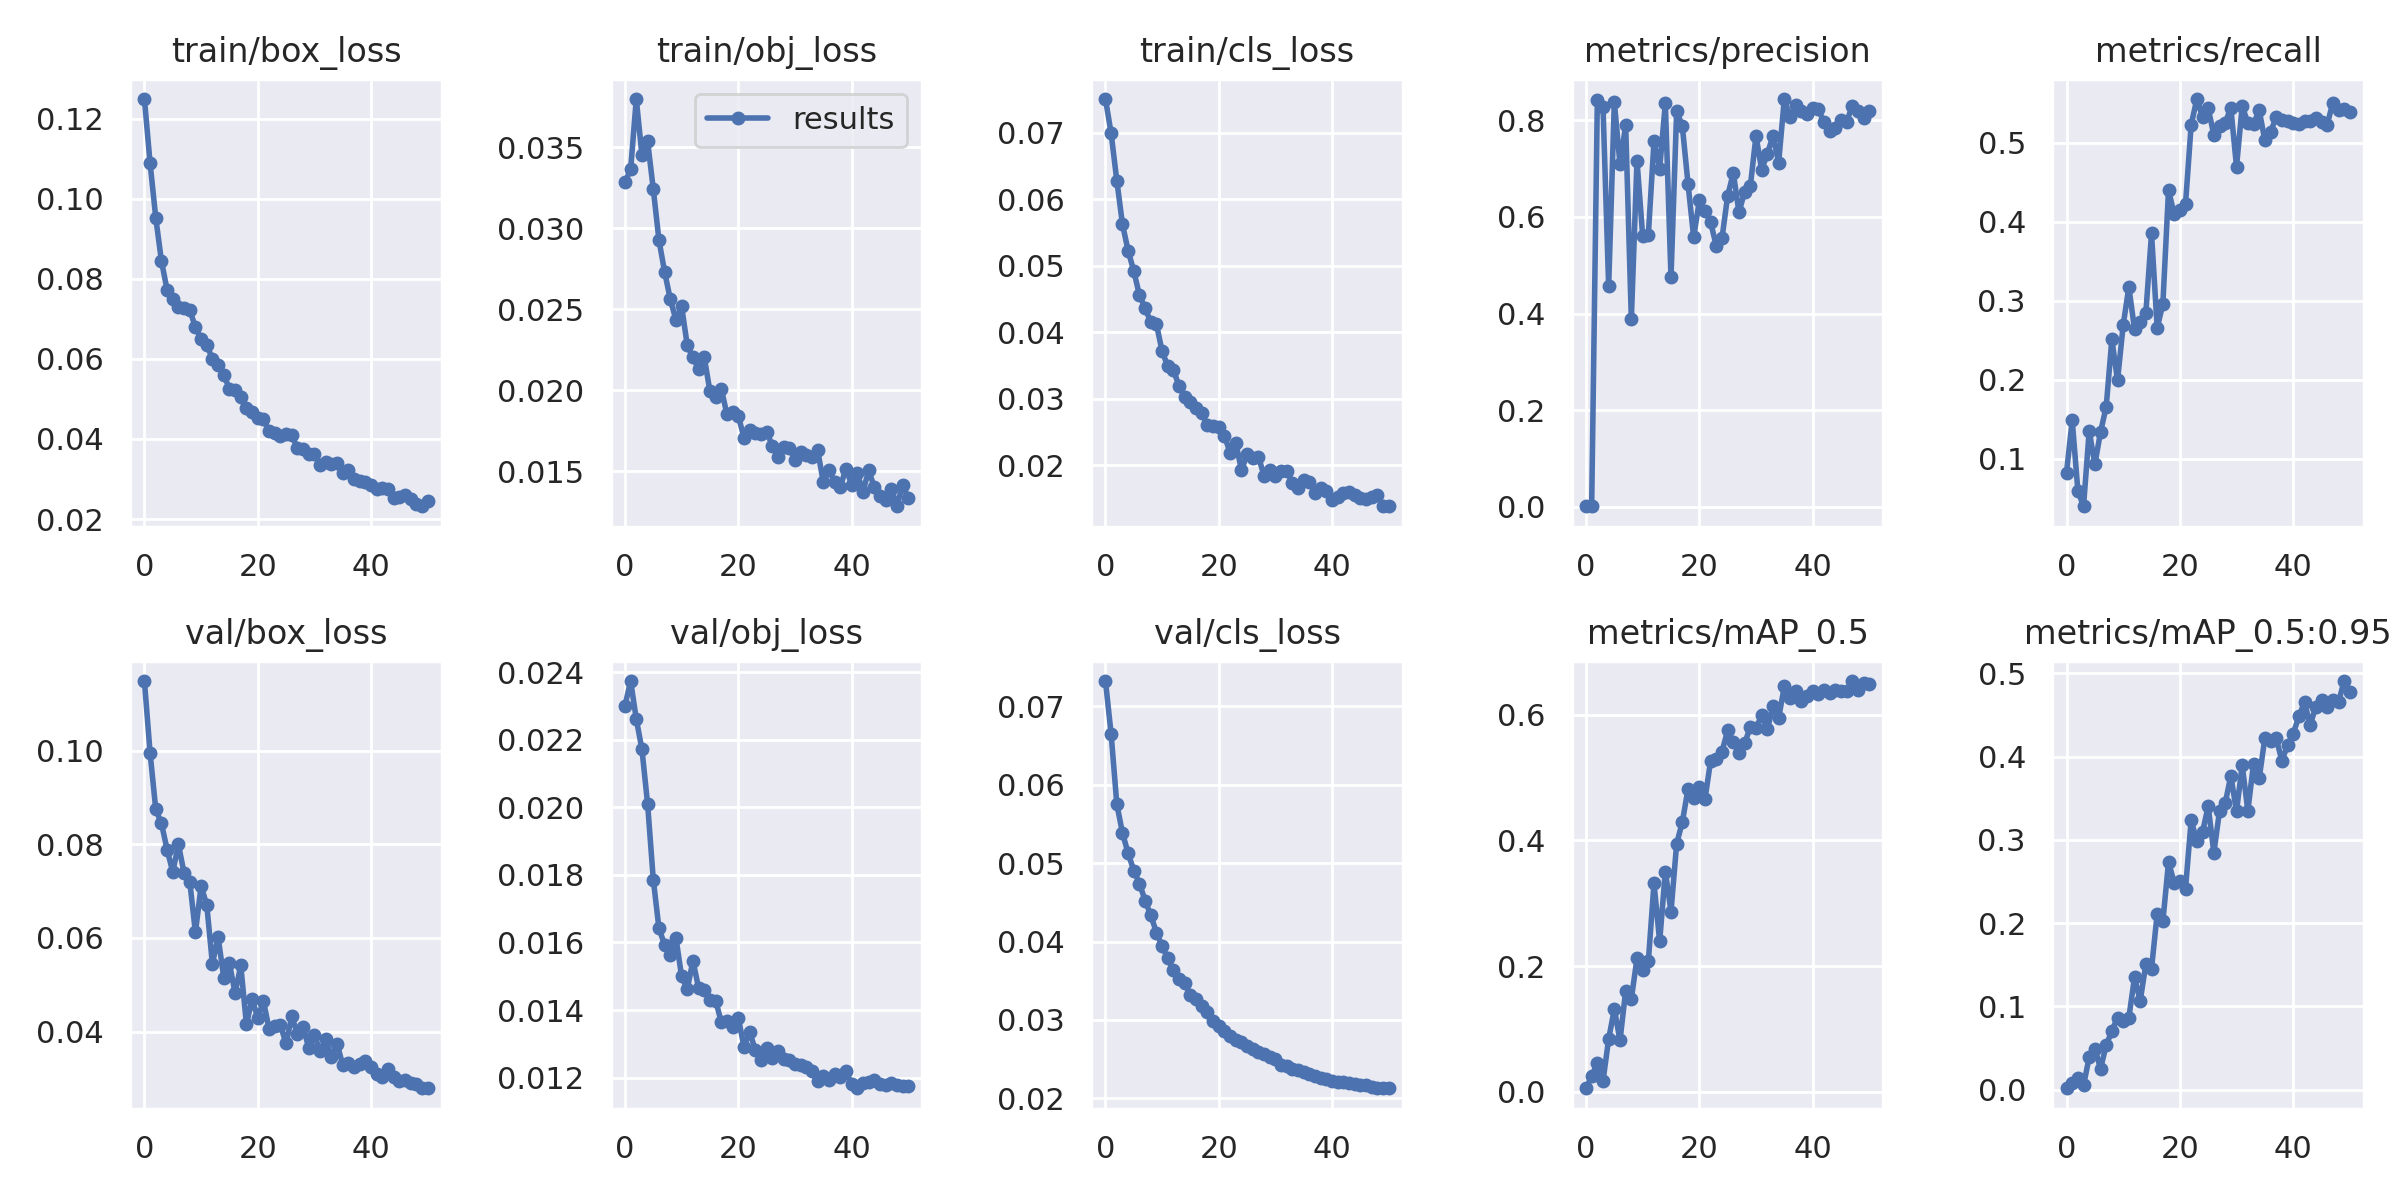 train/box_loss
0.12
0.10
0.08
0.06
0.04
0.02
0 20 40
train/obj_loss
results
0.035
0.030
0.025
0.020
0.015
0 20 40
train/cls_loss
0.07
0.06
0.05
0.04
0.03
0.02
0 20 40
metrics/precision
0.8
0.6
0.4
0.2
0.0
0 20 40
metrics/recall
0.5
0.4
0.3
0.2
0.1
0 20 40
val/box_loss
0.10
0.08
0.06
0.04
0 20 40
val/obj_loss
0.024
0.022
0.020
0.018
0.016
0.014
0.012
0 20 40
val/cls_loss
0.07
0.06
0.05
0.04
0.03
0.02
0 20 40
metrics/mAP_0.5
0.6
0.4
0.2
0.0
0 20 40
metrics/mAP_0.5:0.95
0.5
0.4
0.3
0.2
0.1
0.0
0 20 40